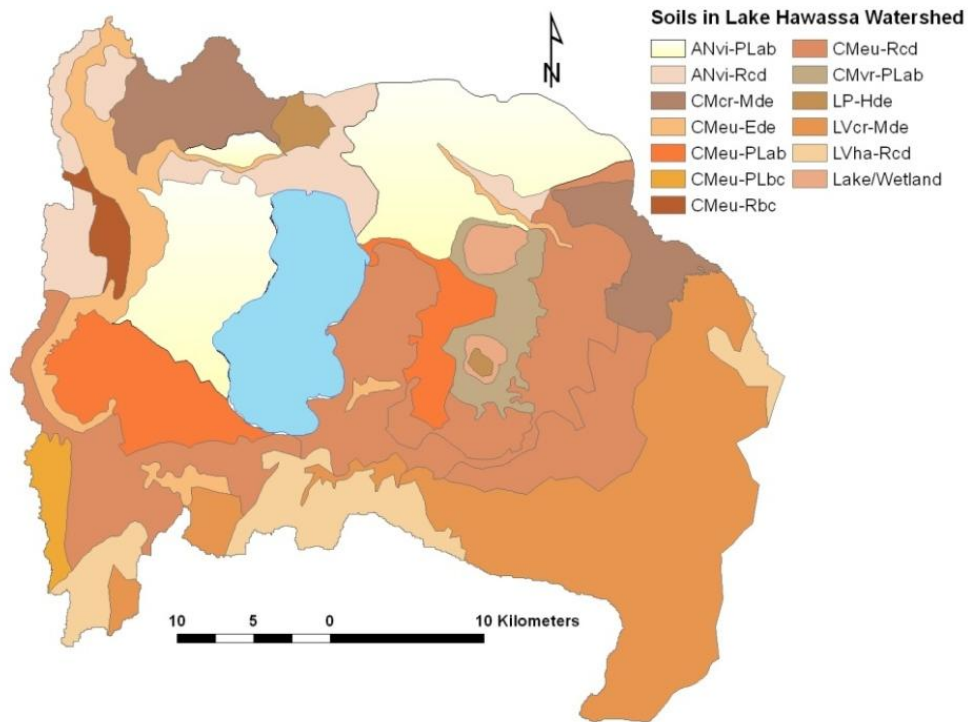 Soils in Lake Hawassa Watershed
ANvi-PLab
ANvi-Rcd
CMcr-Mde
CMeu-Ede
CMeu-PLab
CMeu-PLbc
CMeu-Rbc
CMeu-Rcd
CMvr-PLab
LP-Hde
LVcr-Mde
LVha-Rcd
Lake/Wetland
N
10 5 0 10 Kilometers